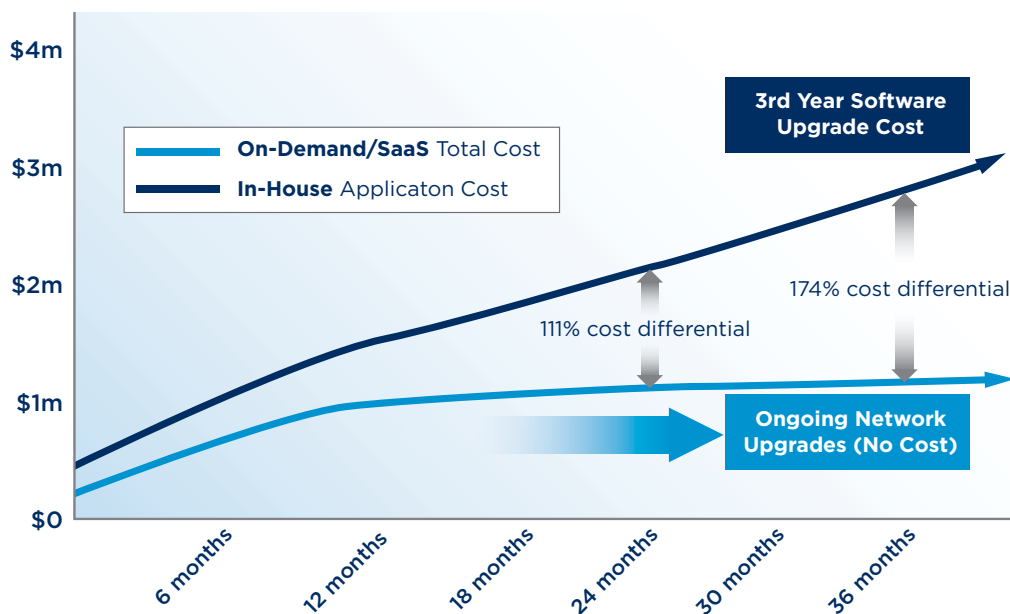 $4m
$3m
$2m
$1m
$0
On-Demand/SaaS Total Cost
In-House Applicaton Cost
3rd Year Software
Upgrade Cost
111% cost differential
174% cost differential
Ongoing Network
Upgrades (No Cost)
6 months
12 months
18 months
24 months
30 months
36 months